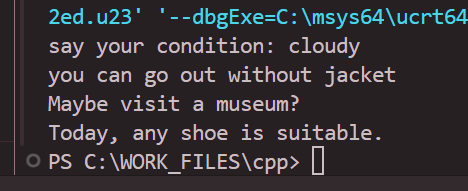 2ed.u23' '--dbgExe=C:\msys64\ucrt64
say your condition: cloudy
you can go out without jacket
Maybe visit a museum?
Today, any shoe is suitable.
PS C:\WORK_FILES\cpp>